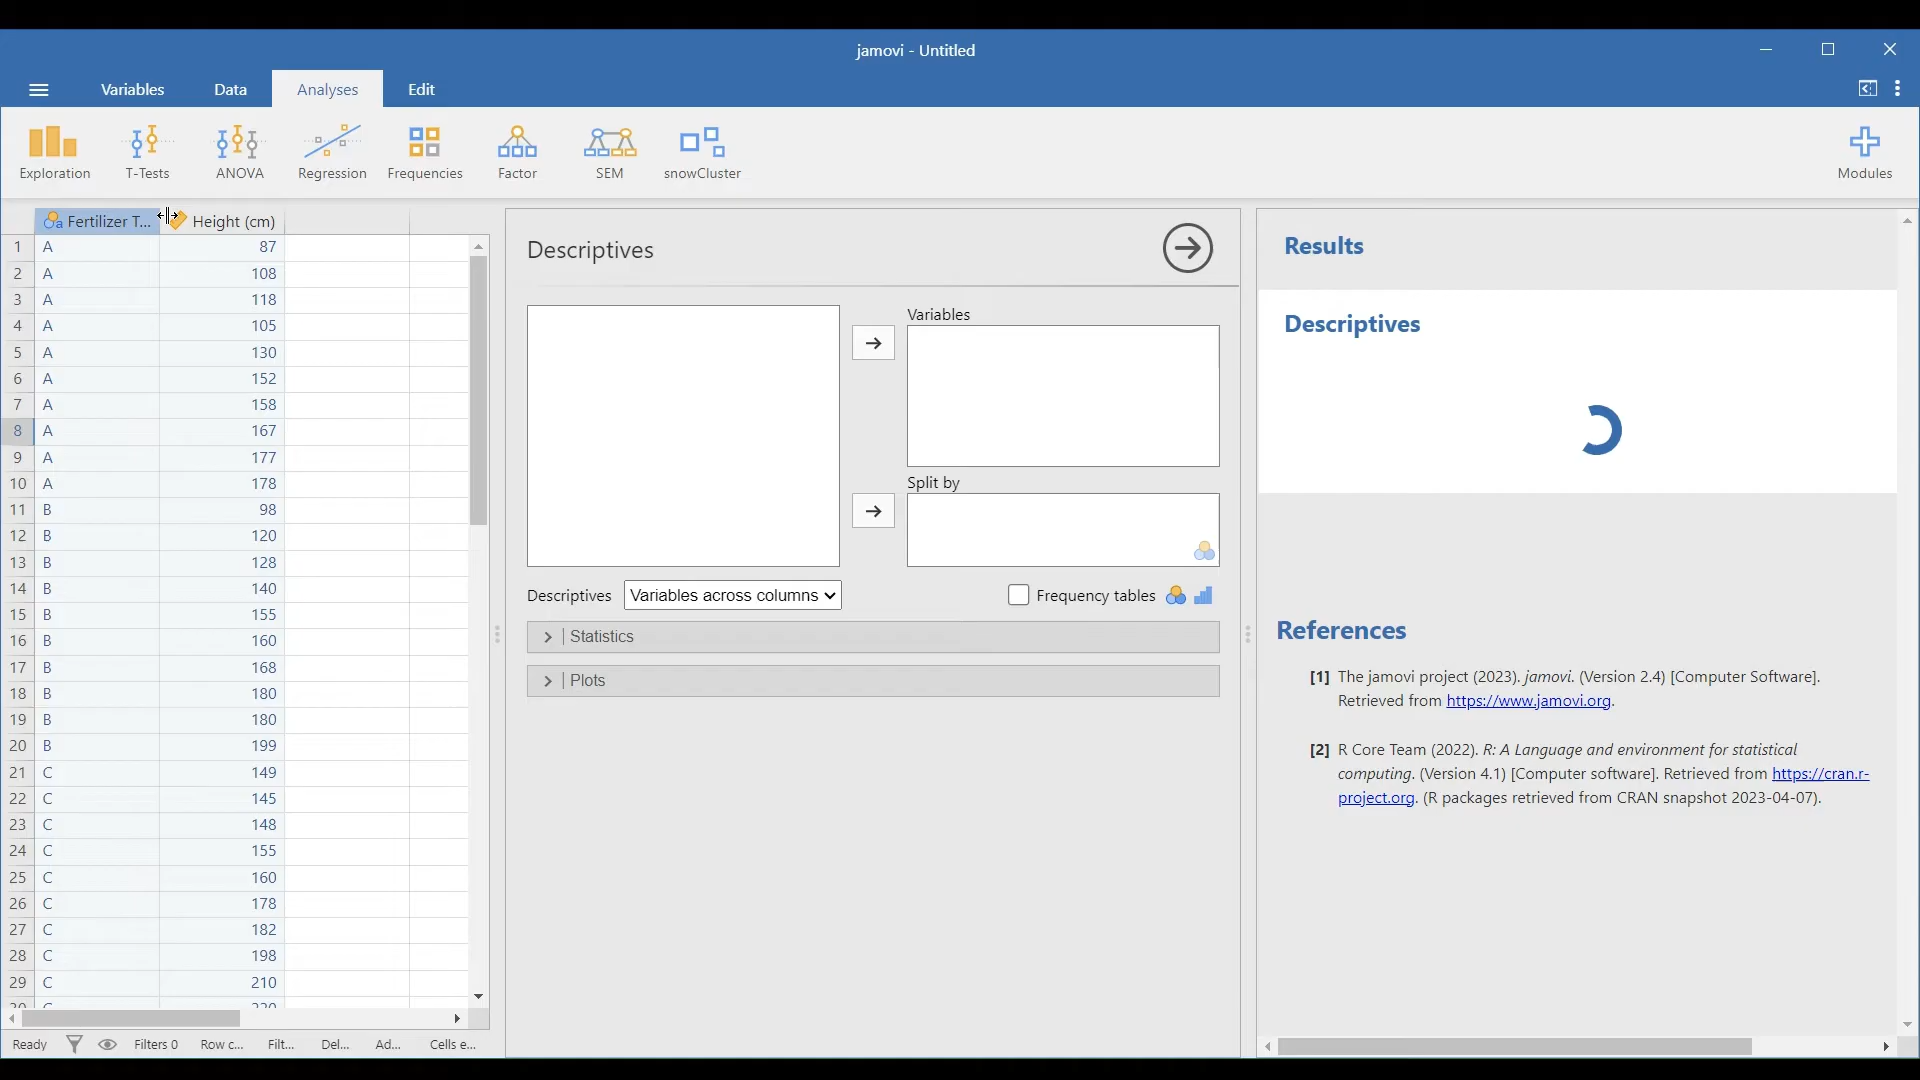 jamovi - Untitled
Variables Data Analyses Edit
Exploration T-Tests ANOVA Regression Frequencies Factor SEM snowCluster Modules
Fertilizer T... Height (cm)
1 A 87
2 A 108
3 A 118
4 A 105
5 A 130
6 A 152
7 A 158
8 A 167
9 A 177
10 A 178
11 B 98
12 B 120
13 B 128
14 B 140
15 B 155
16 B 160
17 B 168
18 B 180
19 B 180
20 B 199
21 C 149
22 C 145
23 C 148
24 C 155
25 C 160
26 C 178
27 C 182
28 C 198
29 C 210
Ready Filters 0 Row c... Filt... Del... Ad... Cells e...
Descriptives
Variables
Split by
Descriptives Variables across columns Frequency tables
Statistics
Plots
Results
Descriptives
References
[1] The jamovi project (2023). jamovi. (Version 2.4) [Computer Software].
Retrieved from https://www.jamovi.org.
[2] R Core Team (2022). R: A Language and environment for statistical
computing. (Version 4.1) [Computer software]. Retrieved from https://cran.r-
project.org. (R packages retrieved from CRAN snapshot 2023-04-07).